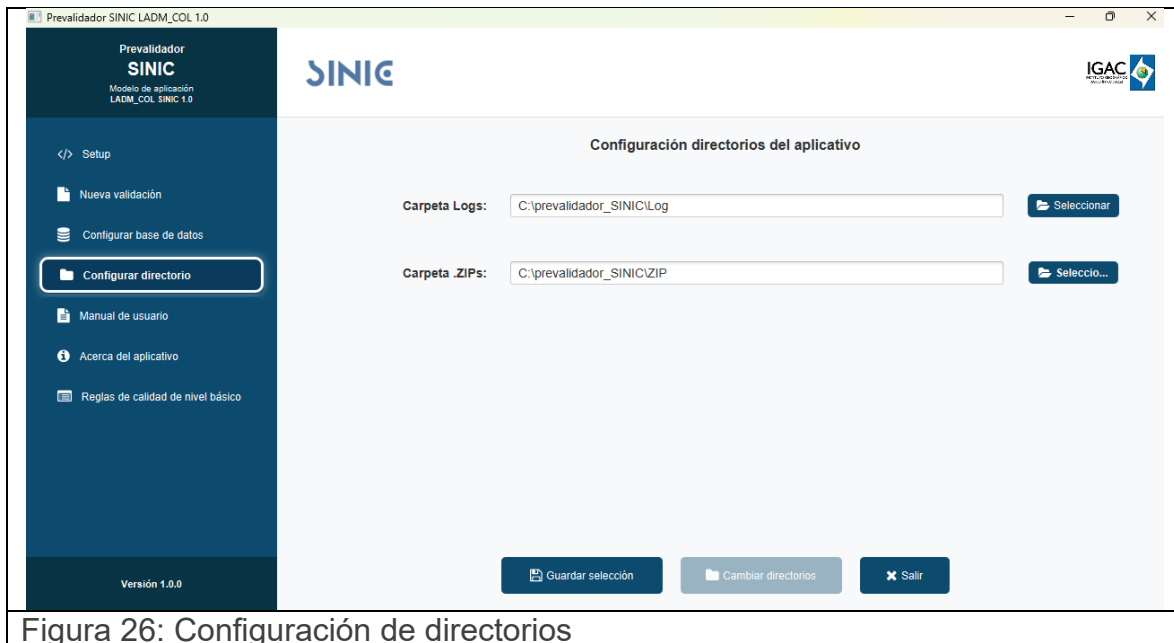 Prevalidador SINIC LADM_COL 1.0
Prevalidador
SINIC
Modelo de aplicación
LADM_COL SINIC 1.0
SINIC
IGAC
</> Setup
Nueva validación
Configurar base de datos
Configurar directorio
Manual de usuario
Acerca del aplicativo
Reglas de calidad de nivel básico
Versión 1.0.0
Configuración directorios del aplicativo
Carpeta Logs: C:\prevalidador_SINIC\Log Seleccionar
Carpeta .ZIPs: C:\prevalidador_SINIC\ZIP Seleccio...
Guardar selección Cambiar directorios Salir
Figura 26: Configuración de directorios